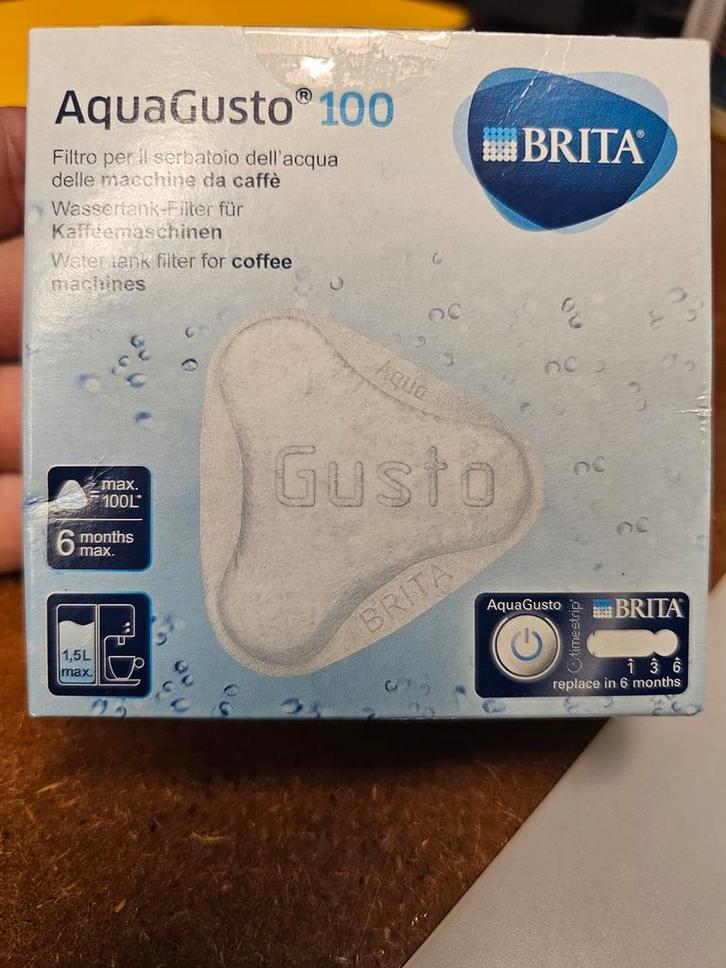 AquaGusto® 100
BRITA®
Filtro per il serbatoio dell'acqua
delle macchine da caffè
Wassertank-Filter für
Kaffeemaschinen
Water tank filter for coffee
machines
Aqua
Gusto
BRITA
= max.
100L*
6 months
max.
1,5L
max.
AquaGusto
timestrip®
BRITA®
1 3 6
replace in 6 months